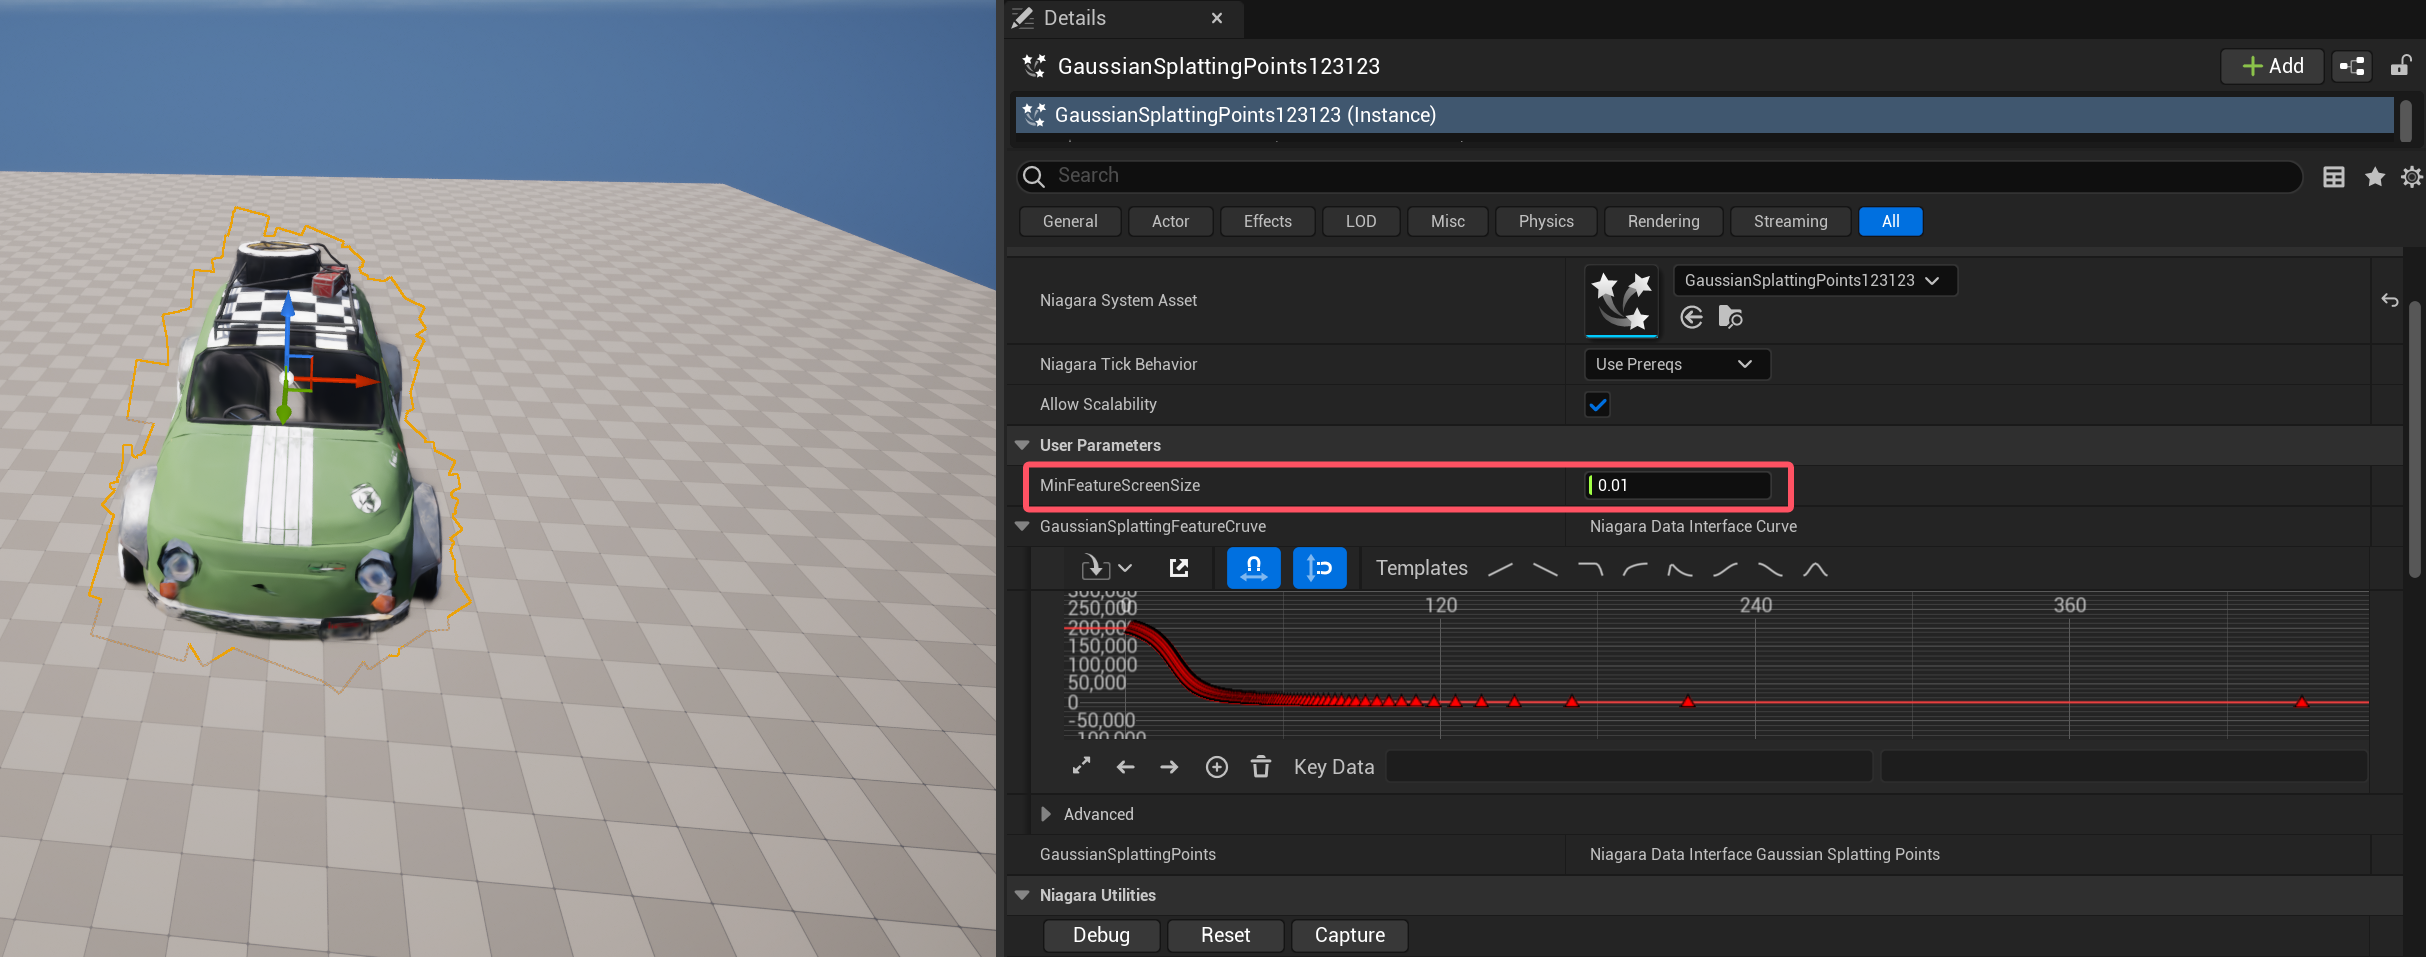 Details
GaussianSplattingPoints123123
Add
GaussianSplattingPoints123123 (Instance)
Search
General Actor Effects LOD Misc Physics Rendering Streaming All
Niagara System Asset
GaussianSplattingPoints123123
Niagara Tick Behavior
Use Prereqs
Allow Scalability
User Parameters
MinFeatureScreenSize
0.01
GaussianSplattingFeatureCruve
Niagara Data Interface Curve
Templates
300,000
0 120 240 360
250,000
200,000
150,000
100,000
50,000
0
-50,000
-100,000
Key Data
Advanced
GaussianSplattingPoints
Niagara Data Interface Gaussian Splatting Points
Niagara Utilities
Debug Reset Capture